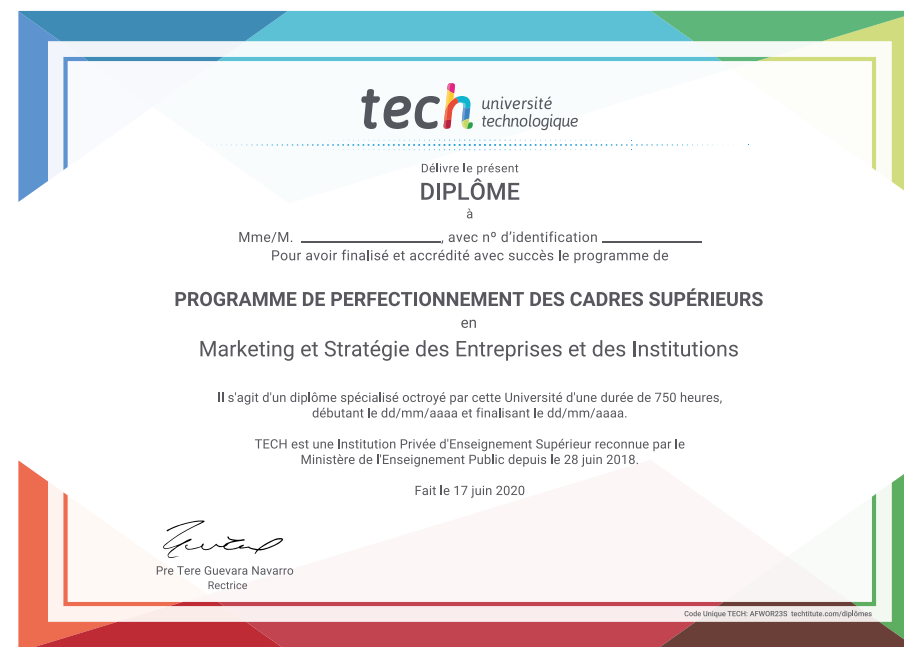 tech université
technologique
Délivre le présent
DIPLÔME
à
Mme/M. ____________________, avec nº d'identification ______________
Pour avoir finalisé et accrédité avec succès le programme de
PROGRAMME DE PERFECTIONNEMENT DES CADRES SUPÉRIEURS
en
Marketing et Stratégie des Entreprises et des Institutions
Il s'agit d'un diplôme spécialisé octroyé par cette Université d'une durée de 750 heures,
débutant le dd/mm/aaaa et finalisant le dd/mm/aaaa.
TECH est une Institution Privée d'Enseignement Supérieur reconnue par le
Ministère de l'Enseignement Public depuis le 28 juin 2018.
Fait le 17 juin 2020
Pre Tere Guevara Navarro
Rectrice
Code Unique TECH: AFWOR23S techtitute.com/diplômes